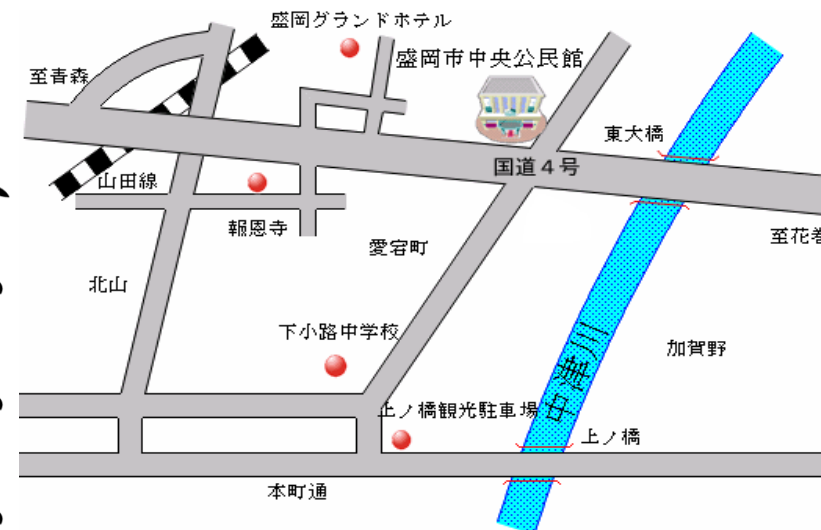 盛岡グランドホテル
盛岡市中央公民館
至青森
東大橋
国道４号
山田線
報恩寺
愛宕町
至花巻
北山
下小路中学校
加賀野
中津川
上ノ橋観光駐車場
上ノ橋
本町通